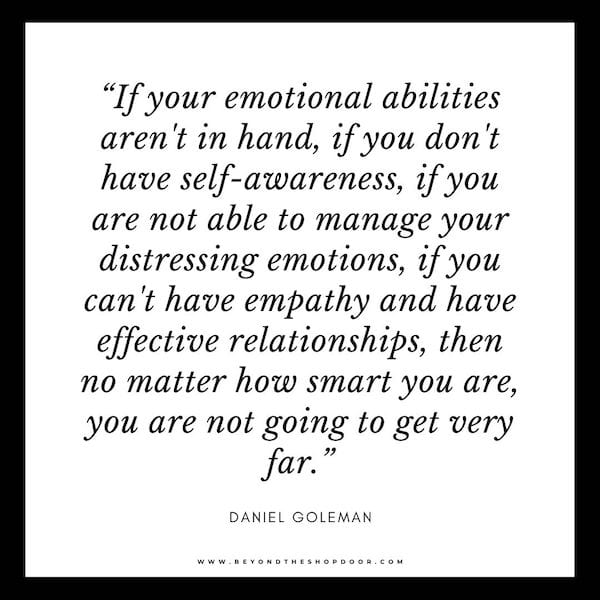 “If your emotional abilities
aren't in hand, if you don't
have self-awareness, if you
are not able to manage your
distressing emotions, if you
can't have empathy and have
effective relationships, then
no matter how smart you are,
you are not going to get very
far.”
DANIEL GOLEMAN
WWW.BEYONDTHESHOPDOOR.COM